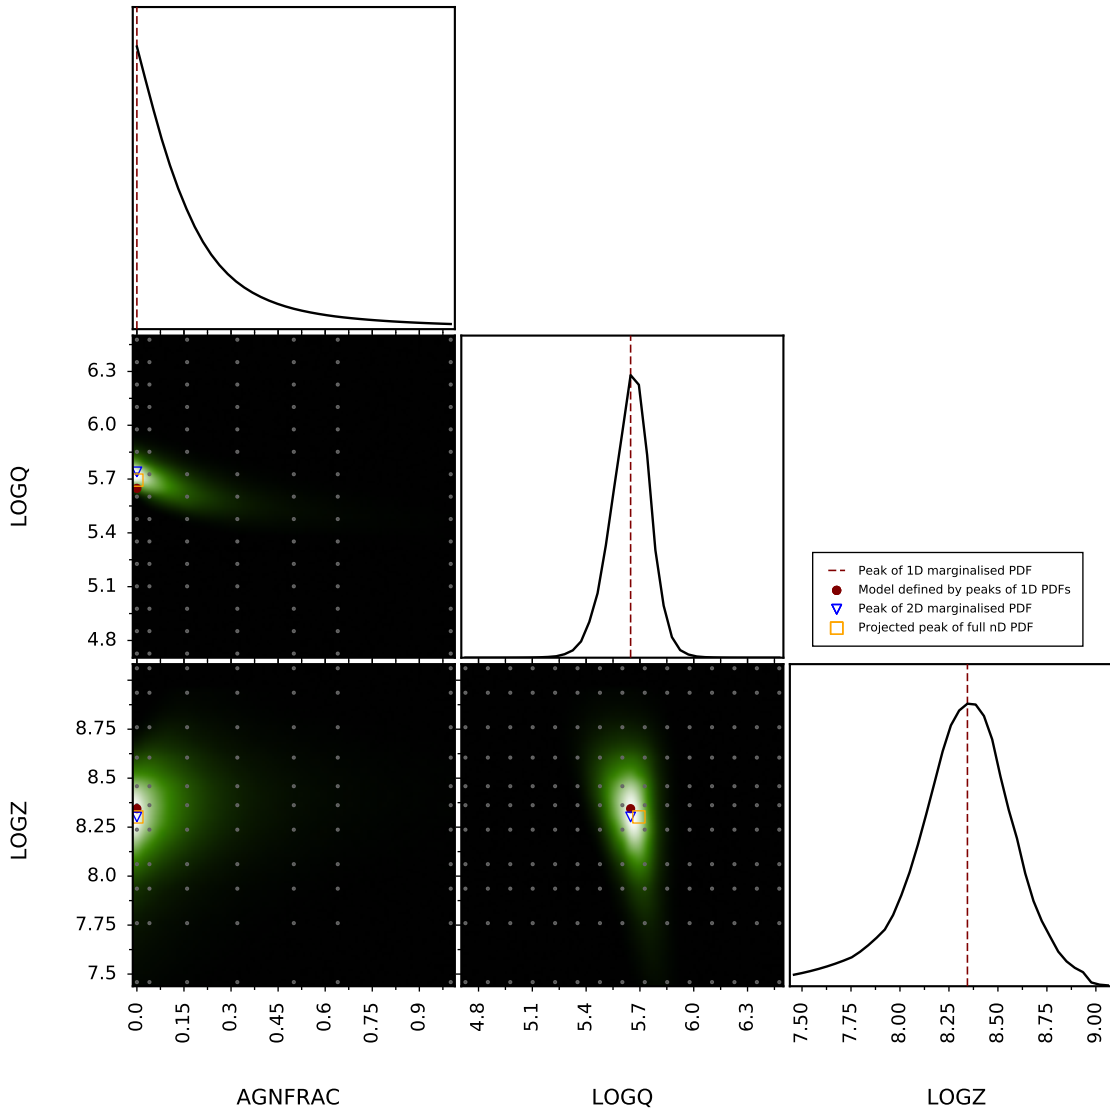 6.3
6.0
5.7
5.4
5.1
4.8
LOGQ
Peak of 1D marginalised PDF
Model defined by peaks of 1D PDFs
Peak of 2D marginalised PDF
Projected peak of full nD PDF
8.75
8.5
8.25
8.0
7.75
7.5
LOGZ
0.0 0.15 0.3 0.45 0.6 0.75 0.9
4.8 5.1 5.4 5.7 6.0 6.3
7.50 7.75 8.00 8.25 8.50 8.75 9.00
AGNFRAC LOGQ LOGZ